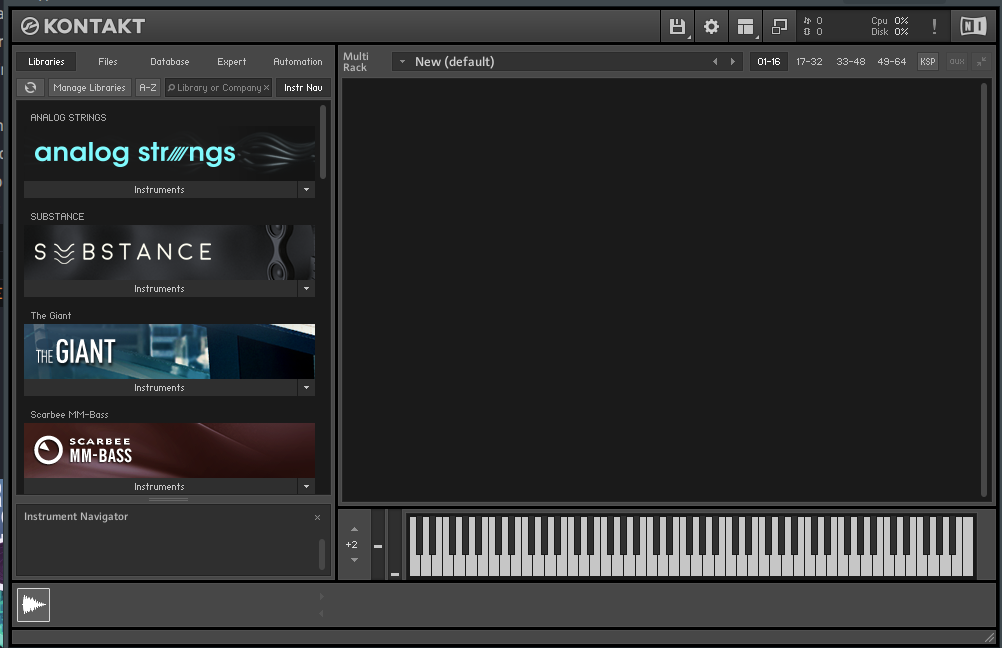 KONTAKT
0
0
Cpu 0%
Disk 0%
!
NI
Libraries Files Database Expert Automation
Manage Libraries A-Z Library or Company × Instr Nav
Multi
Rack
New (default)
01-16 17-32 33-48 49-64 KSP AUX
ANALOG STRINGS
analog strings
Instruments
SUBSTANCE
SUBSTANCE
Instruments
The Giant
THE GIANT
Instruments
Scarbee MM-Bass
SCARBEE
MM-BASS
Instruments
Instrument Navigator ×
+2